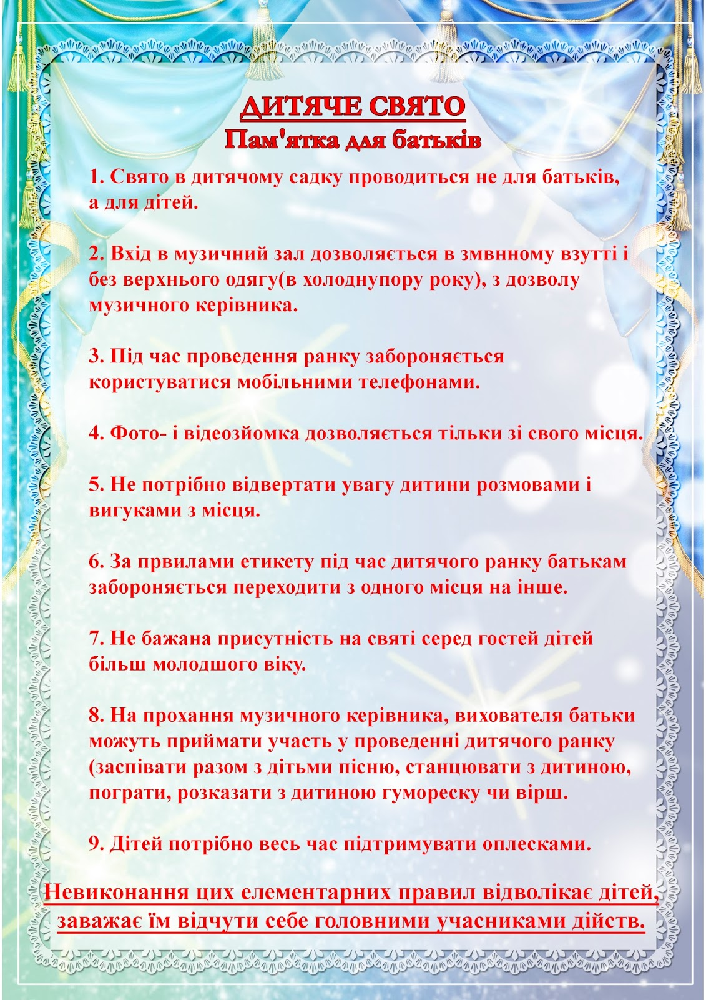 ДИТЯЧЕ СВЯТО
Пам'ятка для батьків
1. Свято в дитячому садку проводиться не для батьків,
а для дітей.
2. Вхід в музичний зал дозволяється в змвнному взутті і
без верхнього одягу(в холоднупору року), з дозволу
музичного керівника.
3. Під час проведення ранку забороняється
користуватися мобільними телефонами.
4. Фото- і відеозйомка дозволяється тільки зі свого місця.
5. Не потрібно відвертати увагу дитини розмовами і
вигуками з місця.
6. За првилами етикету під час дитячого ранку батькам
забороняється переходити з одного місця на інше.
7. Не бажана присутність на святі серед гостей дітей
більш молодшого віку.
8. На прохання музичного керівника, вихователя батьки
можуть приймати участь у проведенні дитячого ранку
(заспівати разом з дітьми пісню, станцювати з дитиною,
пограти, розказати з дитиною гумореску чи вірш.
9. Дітей потрібно весь час підтримувати оплесками.
Невиконання цих елементарних правил відволікає дітей,
заважає їм відчути себе головними учасниками дійств.